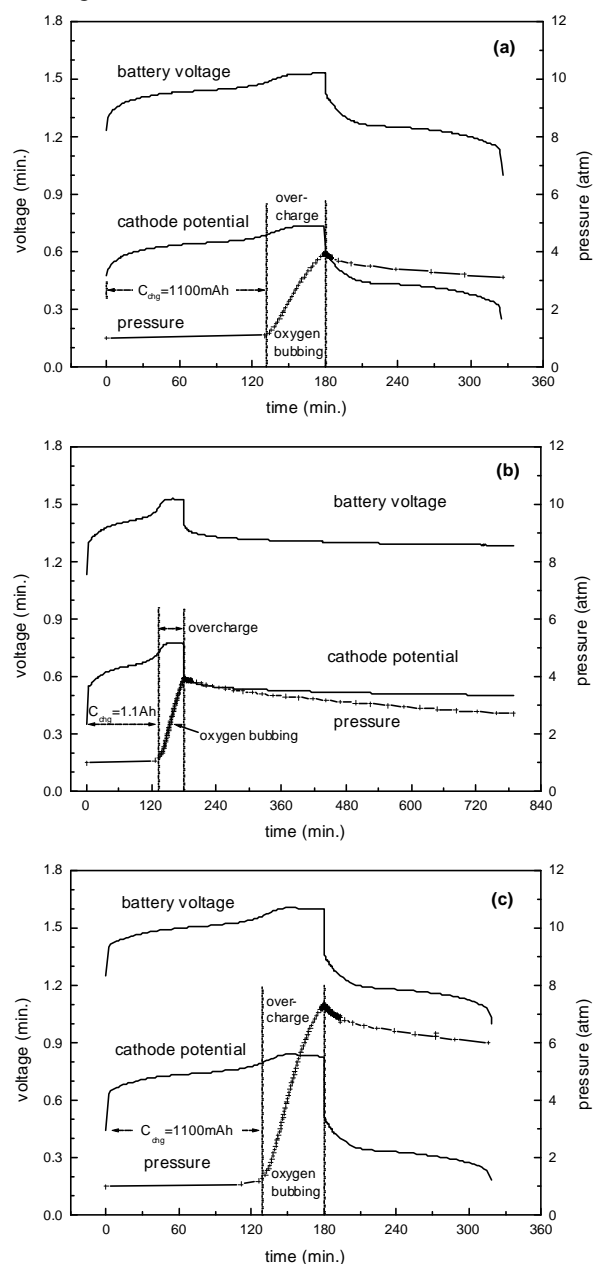 (a)
battery voltage
over-
charge
cathode potential
C chg =1100mAh
pressure
oxygen
bubbing
voltage (min.)
pressure (atm)
0.0 0.3 0.6 0.9 1.2 1.5 1.8
0 2 4 6 8 10 12
0 60 120 180 240 300 360
time (min.)
(b)
battery voltage
overcharge
cathode potential
C chg =1.1Ah
pressure
oxygen bubbing
voltage (min.)
pressure (atm)
0.0 0.3 0.6 0.9 1.2 1.5 1.8
0 2 4 6 8 10 12
0 120 240 360 480 600 720 840
time (min.)
(c)
battery voltage
over-
charge
cathode potential
C chg =1100mAh
pressure
oxygen
bubbing
voltage (min.)
pressure (atm)
0.0 0.3 0.6 0.9 1.2 1.5 1.8
0 2 4 6 8 10 12
0 60 120 180 240 300 360
time (min.)